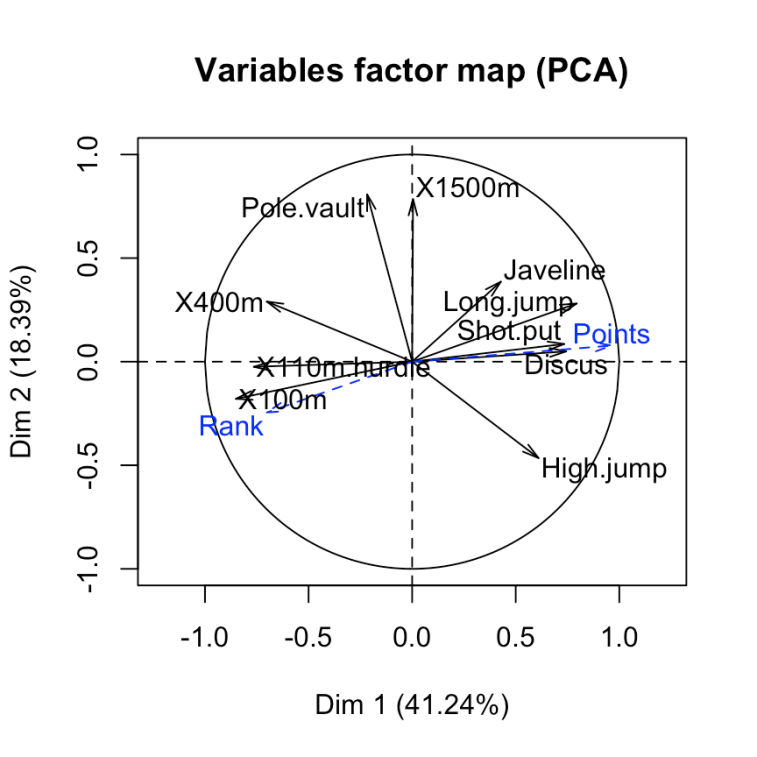 Variables factor map (PCA)
Dim 2 (18.39%)
1.0
0.5
0.0
-0.5
-1.0
X1500m
Pole.vault
Javeline
X400m
Long.jump
Shot.put
Points
X110m.hurdle
Discus
X100m
Rank
High.jump
-1.0 -0.5 0.0 0.5 1.0
Dim 1 (41.24%)